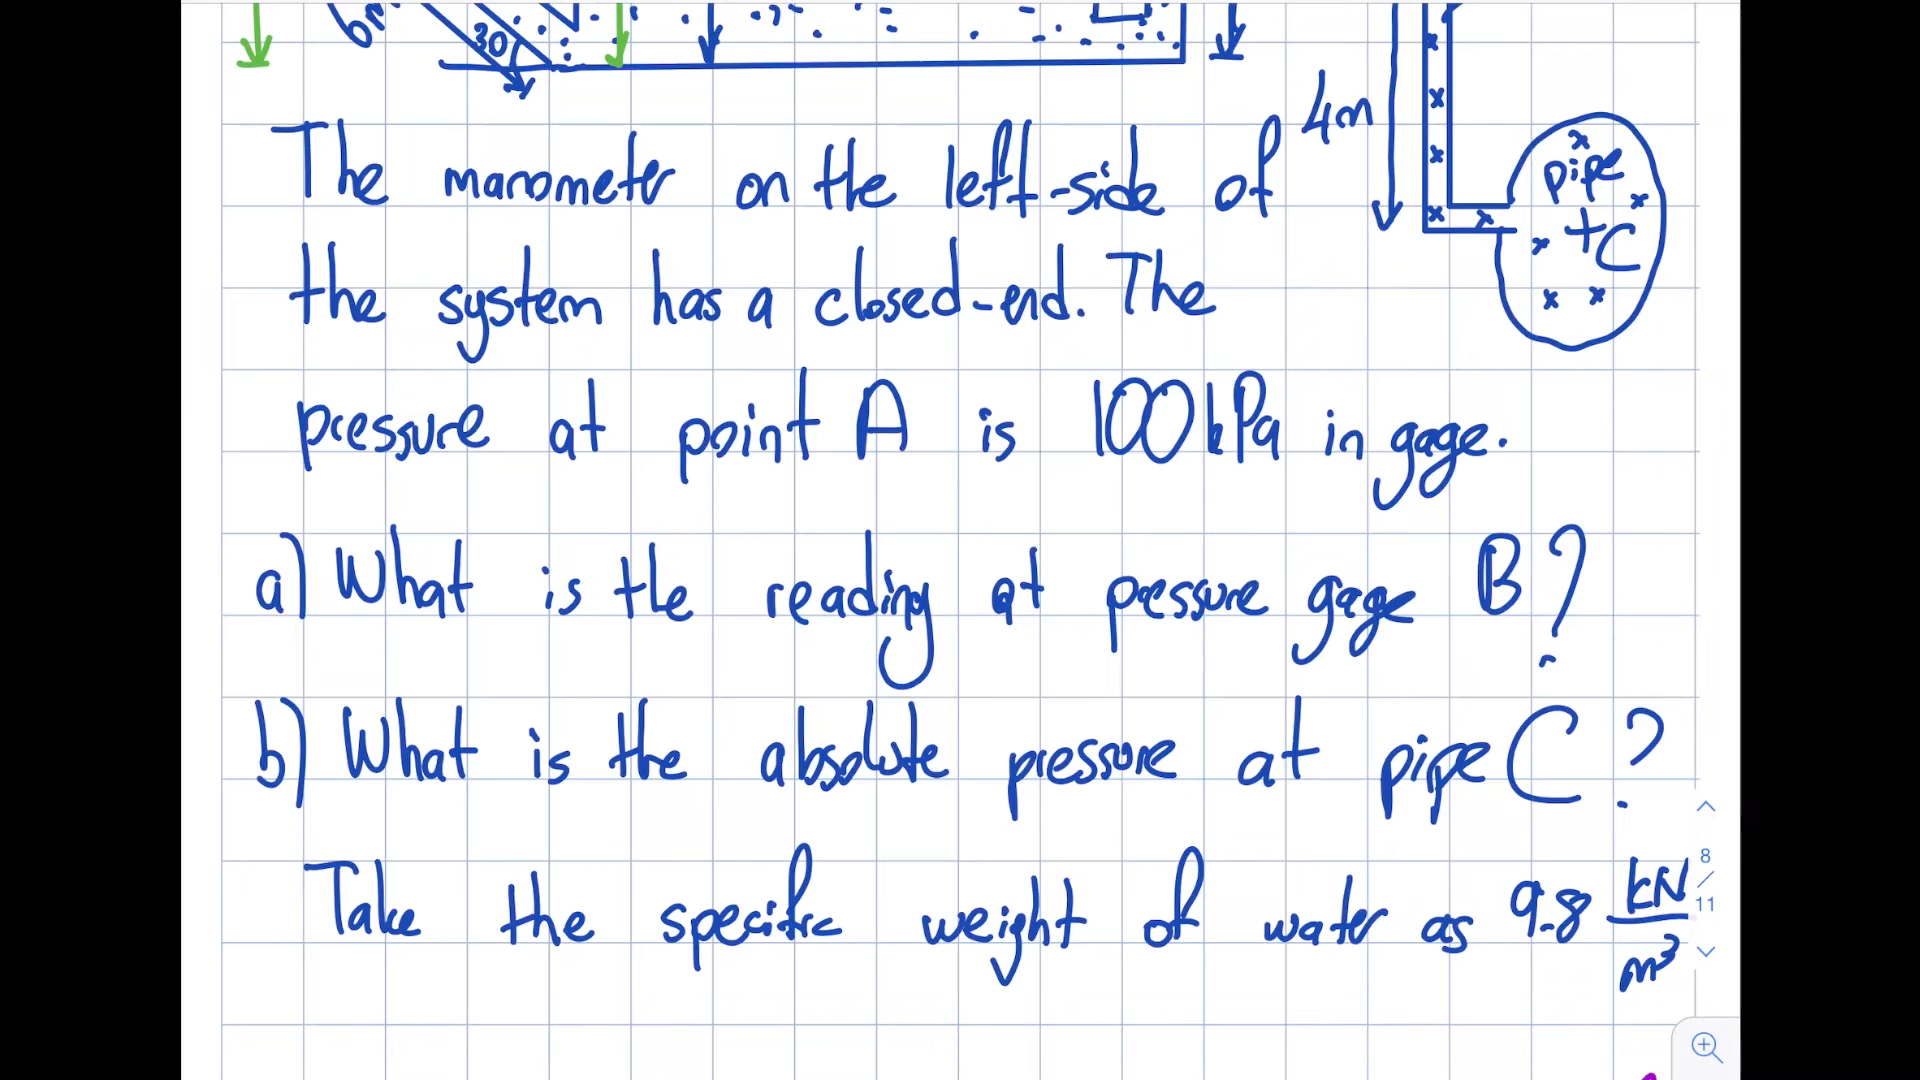 30
4m
The manometer on the left-side of
pipe
+C
the system has a closed-end. The
pressure at point A is 100kPa in gage.
a) What is the reading at pressure gage B?
b) What is the absolute pressure at pipe C?
Take the specific weight of water as 9.8 kN/m³
8
/
11